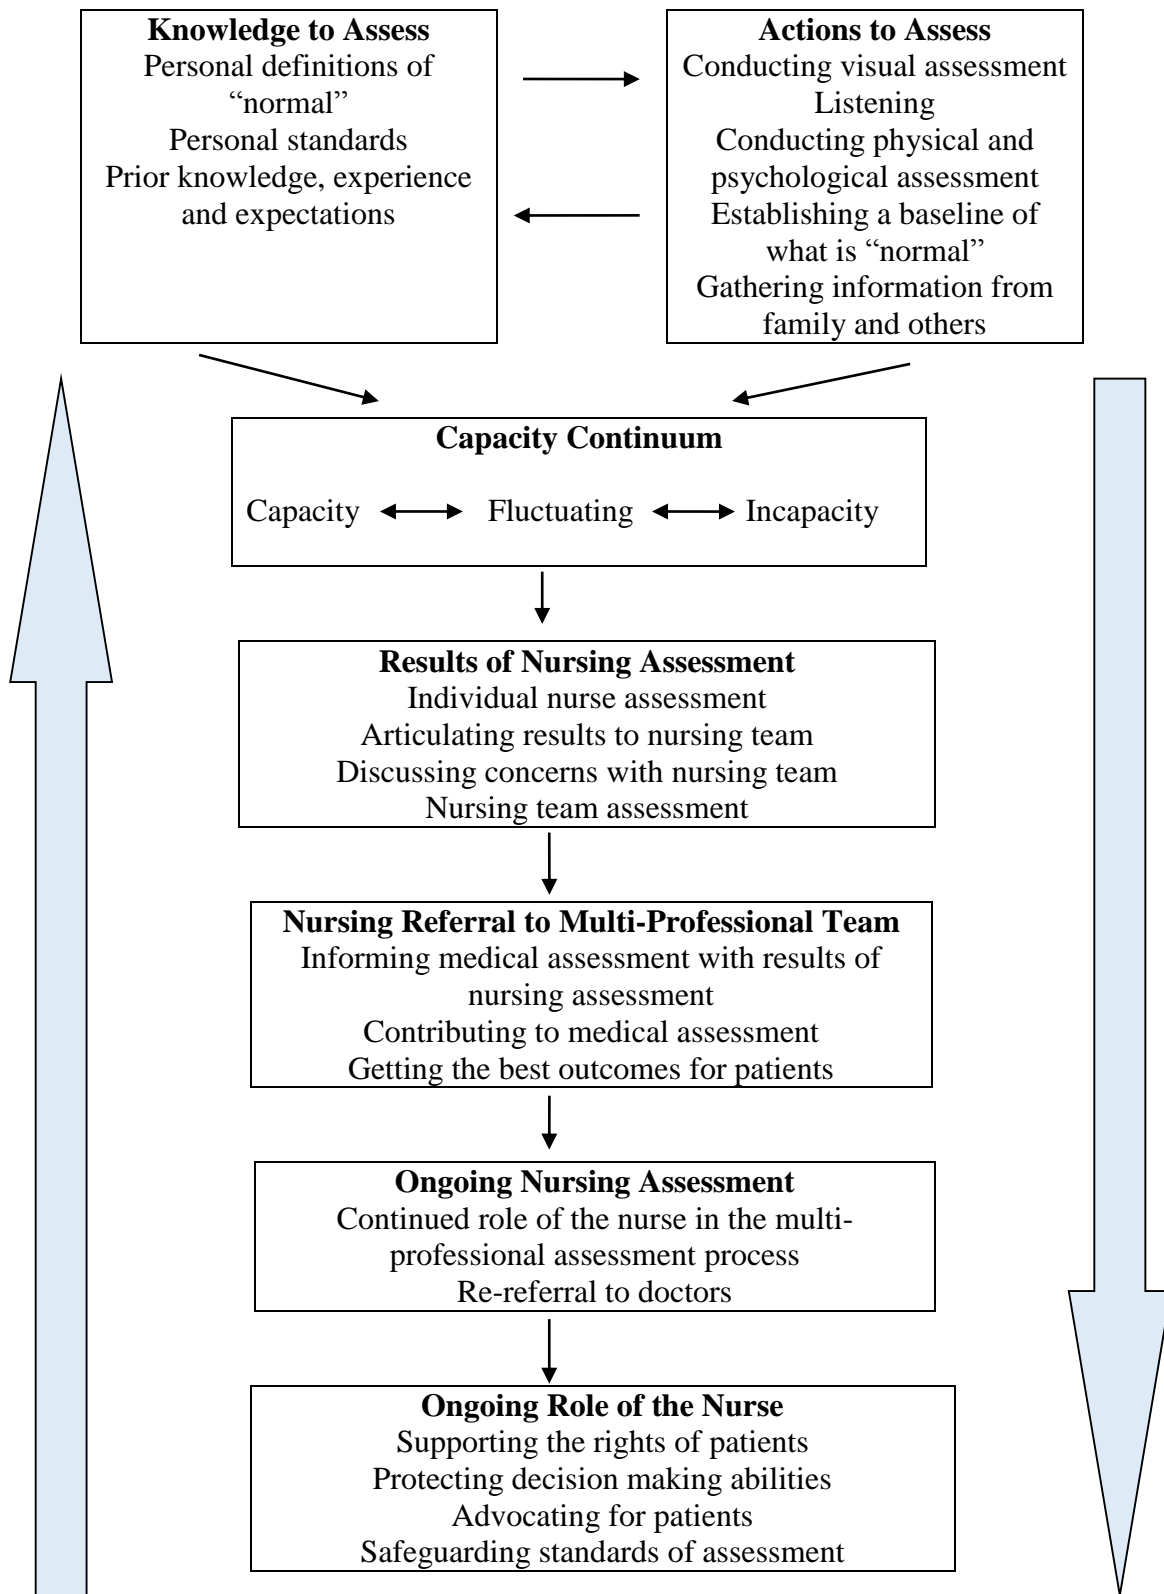 Knowledge to Assess
Personal definitions of
“normal”
Personal standards
Prior knowledge, experience
and expectations
Actions to Assess
Conducting visual assessment
Listening
Conducting physical and
psychological assessment
Establishing a baseline of
what is “normal”
Gathering information from
family and others
Capacity Continuum
Capacity Fluctuating Incapacity
Results of Nursing Assessment
Individual nurse assessment
Articulating results to nursing team
Discussing concerns with nursing team
Nursing team assessment
Nursing Referral to Multi-Professional Team
Informing medical assessment with results of
nursing assessment
Contributing to medical assessment
Getting the best outcomes for patients
Ongoing Nursing Assessment
Continued role of the nurse in the multi-
professional assessment process
Re-referral to doctors
Ongoing Role of the Nurse
Supporting the rights of patients
Protecting decision making abilities
Advocating for patients
Safeguarding standards of assessment